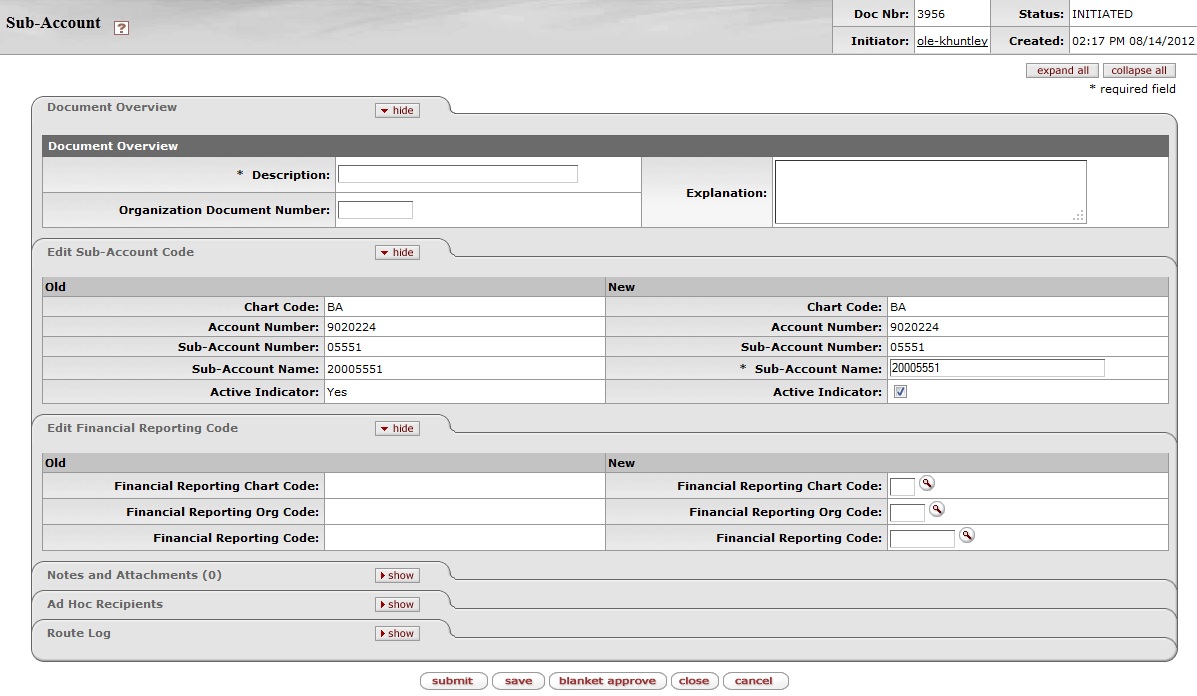 Sub-Account ?
Doc Nbr: 3956 Status: INITIATED
Initiator: ole-khuntley Created: 02:17 PM 08/14/2012
expand all collapse all
* required field
Document Overview hide
Document Overview
* Description: Explanation:
Organization Document Number:
Edit Sub-Account Code hide
Old New
Chart Code: BA Chart Code: BA
Account Number: 9020224 Account Number: 9020224
Sub-Account Number: 05551 Sub-Account Number: 05551
Sub-Account Name: 20005551 * Sub-Account Name: 20005551
Active Indicator: Yes Active Indicator:
Edit Financial Reporting Code hide
Old New
Financial Reporting Chart Code: Financial Reporting Chart Code:
Financial Reporting Org Code: Financial Reporting Org Code:
Financial Reporting Code: Financial Reporting Code:
Notes and Attachments (0) show
Ad Hoc Recipients show
Route Log show
submit save blanket approve close cancel